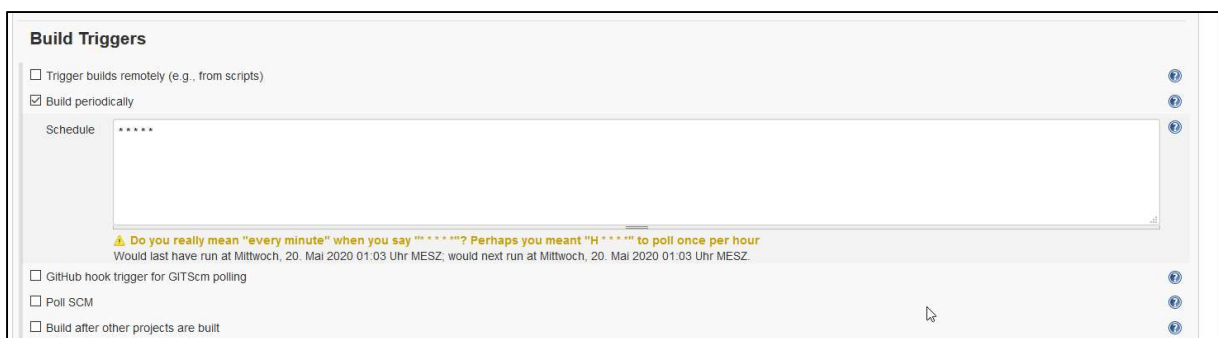 Build Triggers
Trigger builds remotely (e.g., from scripts)
Build periodically
Schedule * * * * *
Do you really mean "every minute" when you say "* * * * *"? Perhaps you meant "H * * * *" to poll once per hour
Would last have run at Mittwoch, 20. Mai 2020 01:03 Uhr MESZ; would next run at Mittwoch, 20. Mai 2020 01:03 Uhr MESZ.
GitHub hook trigger for GITScm polling
Poll SCM
Build after other projects are built